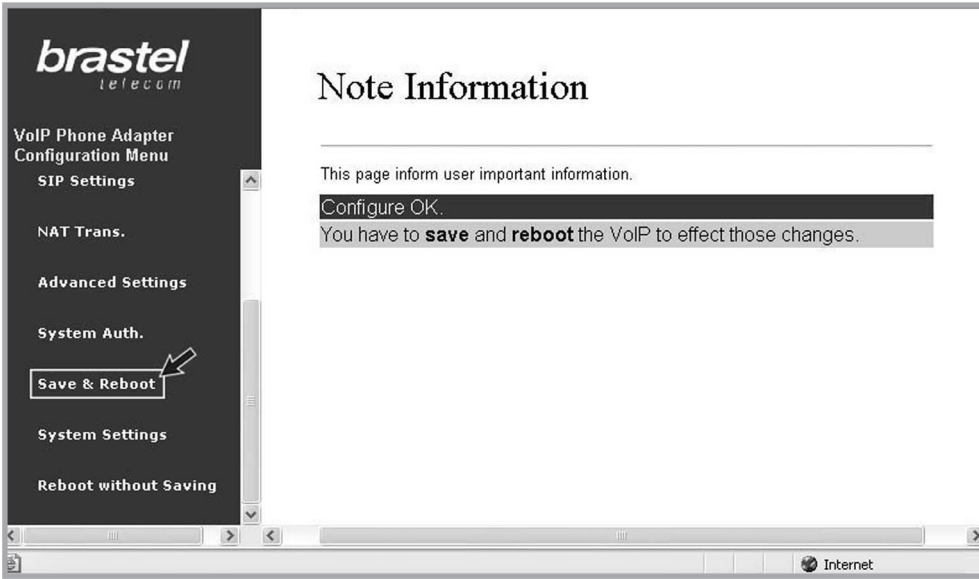 brastel
telecom
VoIP Phone Adapter
Configuration Menu
SIP Settings
NAT Trans.
Advanced Settings
System Auth.
Save & Reboot
System Settings
Reboot without Saving
Note Information
This page inform user important information.
Configure OK.
You have to save and reboot the VoIP to effect those changes.
Internet